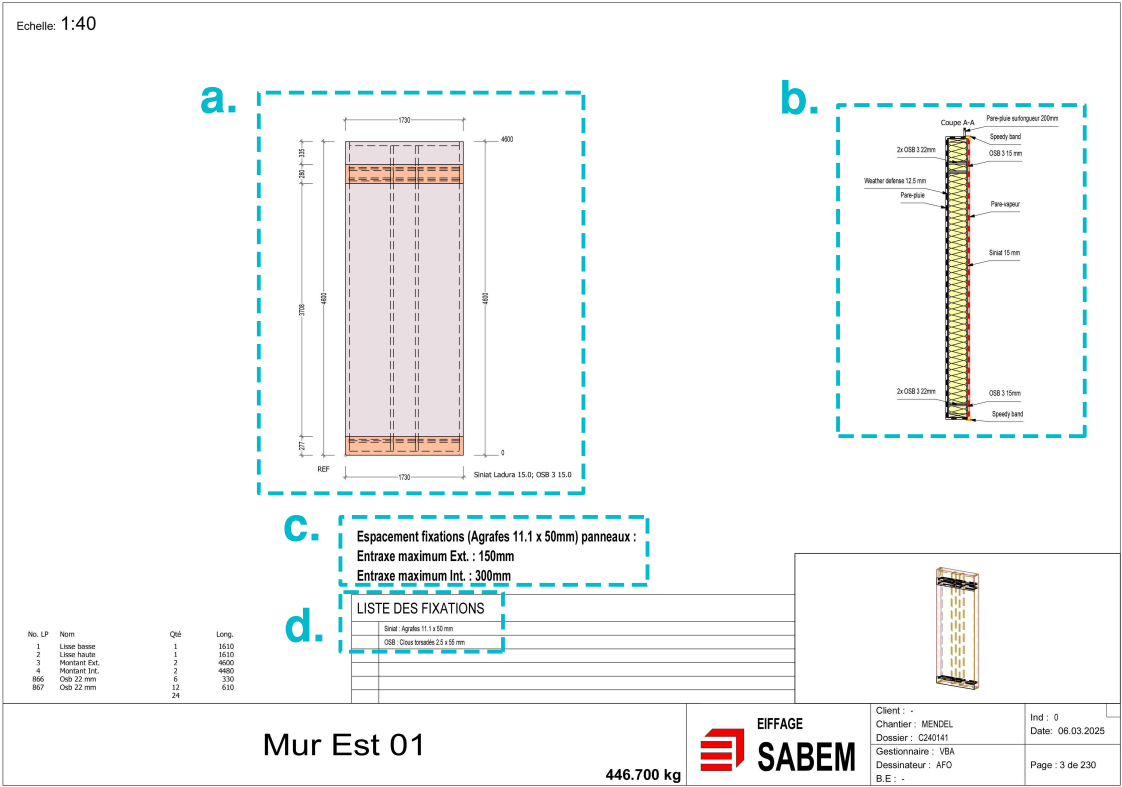 Echelle: 1:40
a.
1730
4600
335
280
3708
4600
4600
277
0
REF
1730
Siniat Ladura 15.0; OSB 3 15.0
b.
Coupe A-A
Pare-pluie surlongueur 200mm
Speedy band
2x OSB 3 22mm
OSB 3 15 mm
Weather defense 12.5 mm
Pare-pluie
Pare-vapeur
Siniat 15 mm
2x OSB 3 22mm
OSB 3 15mm
Speedy band
c.
Espacement fixations (Agrafes 11.1 x 50mm) panneaux :
Entraxe maximum Ext. : 150mm
Entraxe maximum Int. : 300mm
d.
LISTE DES FIXATIONS
Siniat : Agrafes 11.1 x 50 mm
OSB : Clous torsadés 2.5 x 55 mm
No. LP Nom Qté Long.
1 Lisse basse 1 1610
2 Lisse haute 1 1610
3 Montant Ext. 2 4600
4 Montant Int. 2 4480
866 Osb 22 mm 6 330
867 Osb 22 mm 12 610
24
Mur Est 01
446.700 kg
EIFFAGE
SABEM
Client : -
Chantier : MENDEL
Dossier : C240141
Gestionnaire : VBA
Dessinateur : AFO
B.E : -
Ind : 0
Date: 06.03.2025
Page : 3 de 230